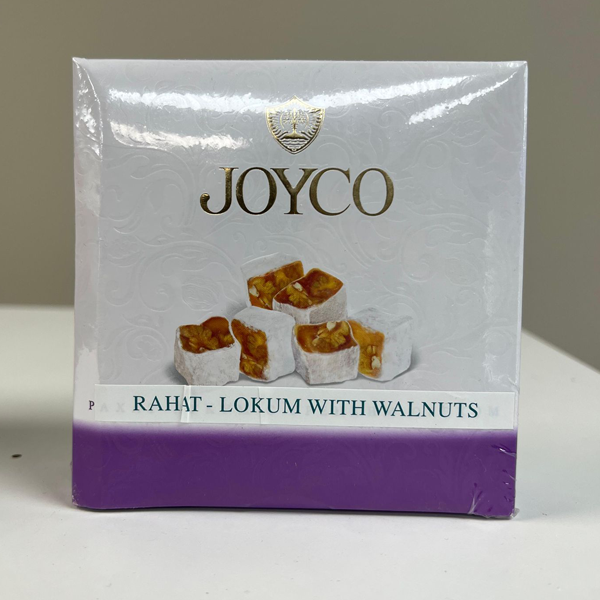 JOYCO
RAHAT - LOKUM WITH WALNUTS